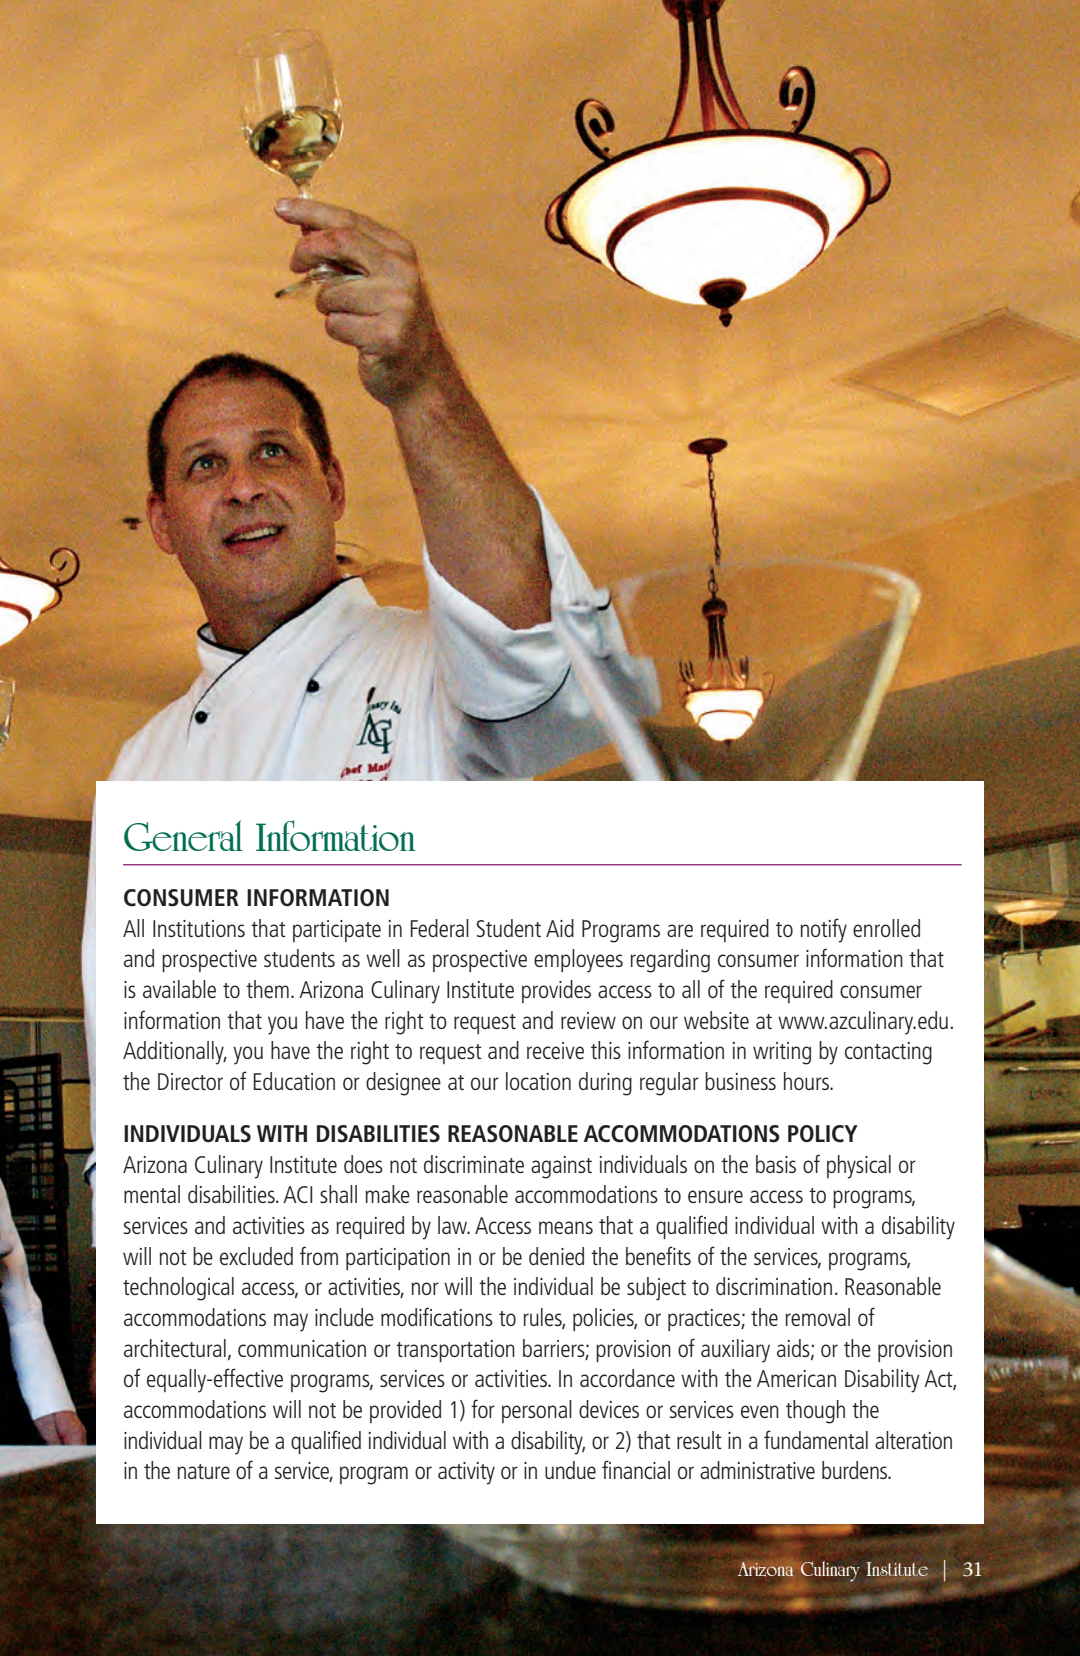 ACI
General Information
CONSUMER INFORMATION
All Institutions that participate in Federal Student Aid Programs are required to notify enrolled
and prospective students as well as prospective employees regarding consumer information that
is available to them. Arizona Culinary Institute provides access to all of the required consumer
information that you have the right to request and review on our website at www.azculinary.edu.
Additionally, you have the right to request and receive this information in writing by contacting
the Director of Education or designee at our location during regular business hours.
INDIVIDUALS WITH DISABILITIES REASONABLE ACCOMMODATIONS POLICY
Arizona Culinary Institute does not discriminate against individuals on the basis of physical or
mental disabilities. ACI shall make reasonable accommodations to ensure access to programs,
services and activities as required by law. Access means that a qualified individual with a disability
will not be excluded from participation in or be denied the benefits of the services, programs,
technological access, or activities, nor will the individual be subject to discrimination. Reasonable
accommodations may include modifications to rules, policies, or practices; the removal of
architectural, communication or transportation barriers; provision of auxiliary aids; or the provision
of equally-effective programs, services or activities. In accordance with the American Disability Act,
accommodations will not be provided 1) for personal devices or services even though the
individual may be a qualified individual with a disability, or 2) that result in a fundamental alteration
in the nature of a service, program or activity or in undue financial or administrative burdens.
Arizona Culinary Institute | 31